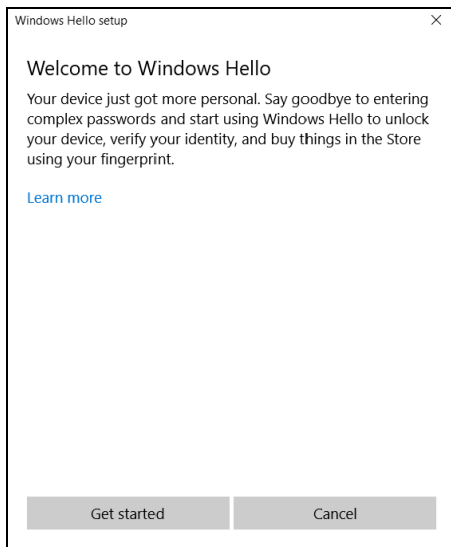 Windows Hello setup
Welcome to Windows Hello
Your device just got more personal. Say goodbye to entering
complex passwords and start using Windows Hello to unlock
your device, verify your identity, and buy things in the Store
using your fingerprint.
Learn more
Get started
Cancel